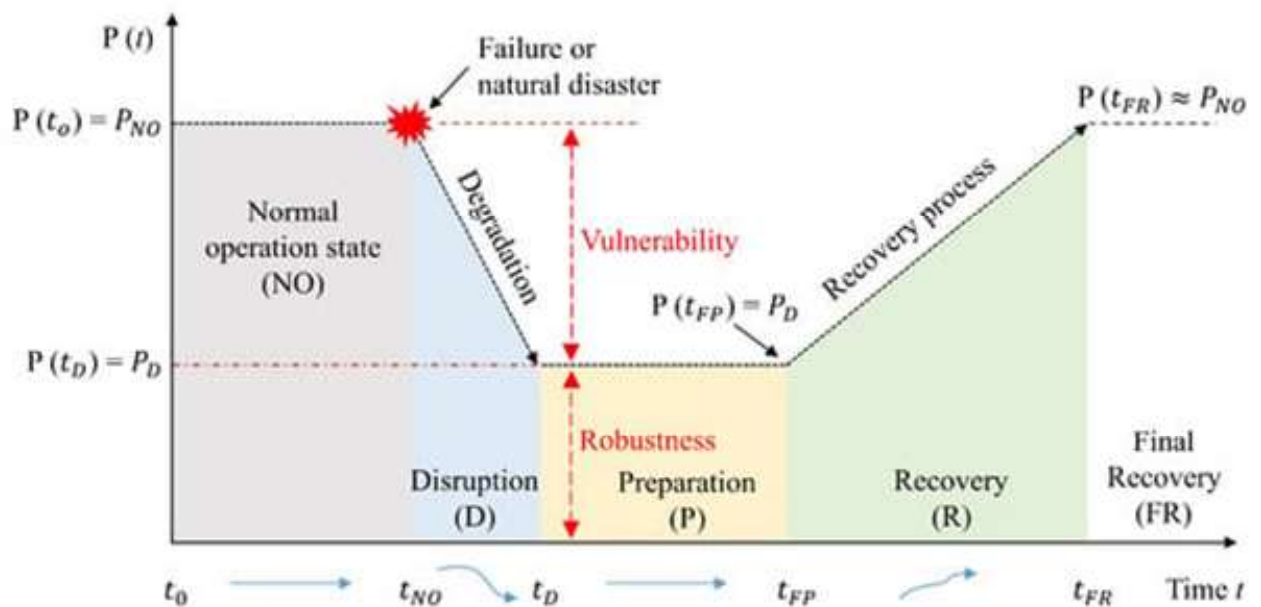 P (t)
Failure or
natural disaster
P (t_o) = P_NO
P (t_FR) ≈ P_NO
Normal
operation state
(NO)
Degradation
Vulnerability
Recovery process
P (t_FP) = P_D
P (t_D) = P_D
Robustness
Disruption
(D)
Preparation
(P)
Recovery
(R)
Final
Recovery
(FR)
t_0
t_NO
t_D
t_FP
t_FR
Time t